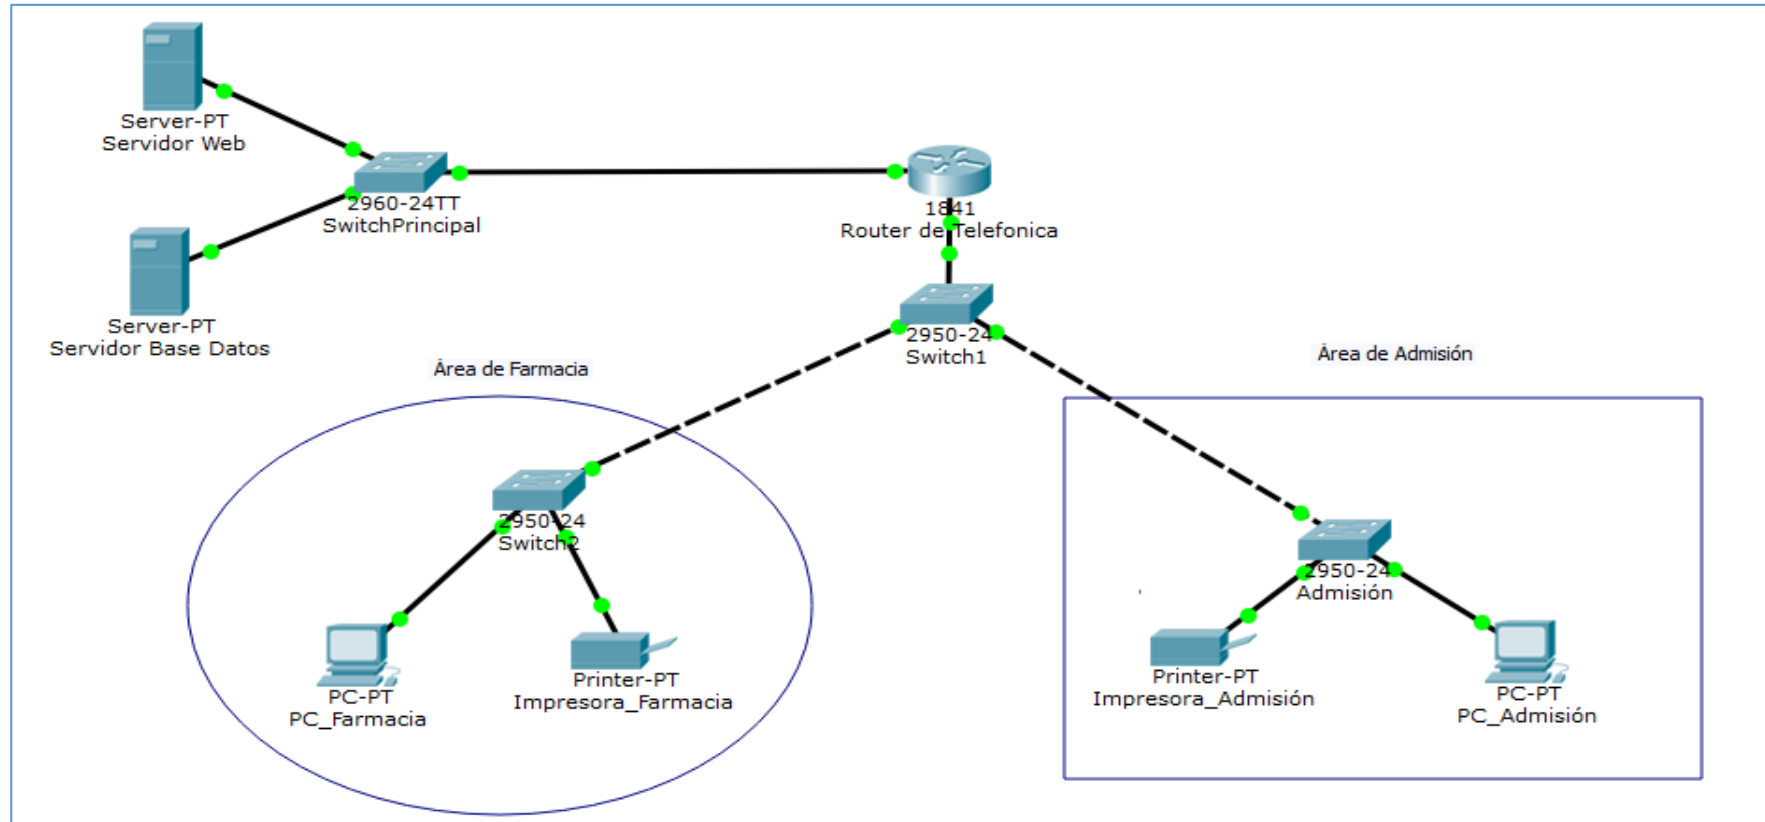 Server-PT
Servidor Web
2960-24TT
SwitchPrincipal
1841
Router de Telefonica
Server-PT
Servidor Base Datos
2950-24
Switch1
Área de Farmacia
Área de Admisión
2950-24
Switch2
2950-24
Admisión
PC-PT
PC_Farmacia
Printer-PT
Impresora_Farmacia
Printer-PT
Impresora_Admisión
PC-PT
PC_Admisión